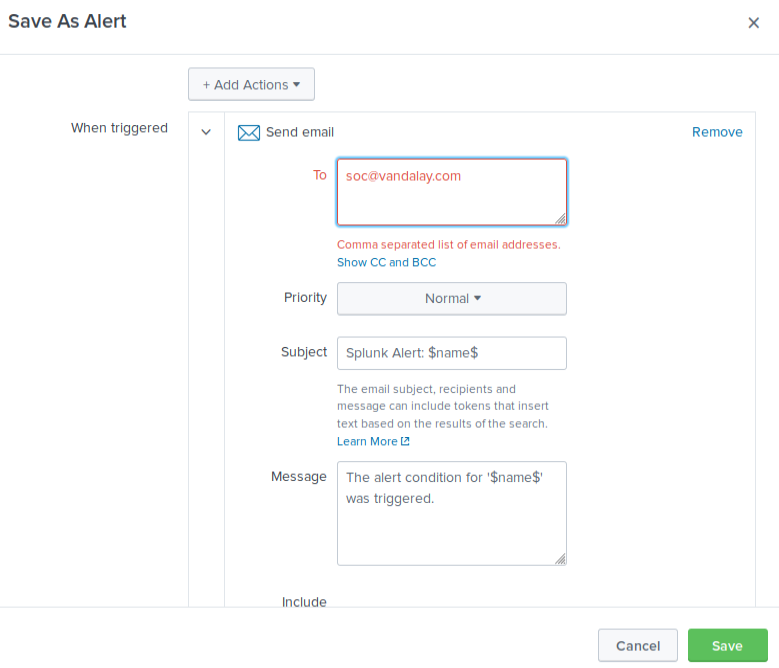 Save As Alert
×
+ Add Actions
When triggered
Send email
Remove
To
soc@vandalay.com
Comma separated list of email addresses.
Show CC and BCC
Priority
Normal
Subject
Splunk Alert: $name$
The email subject, recipients and
message can include tokens that insert
text based on the results of the search.
Learn More
Message
The alert condition for '$name$'
was triggered.
Include
Cancel
Save